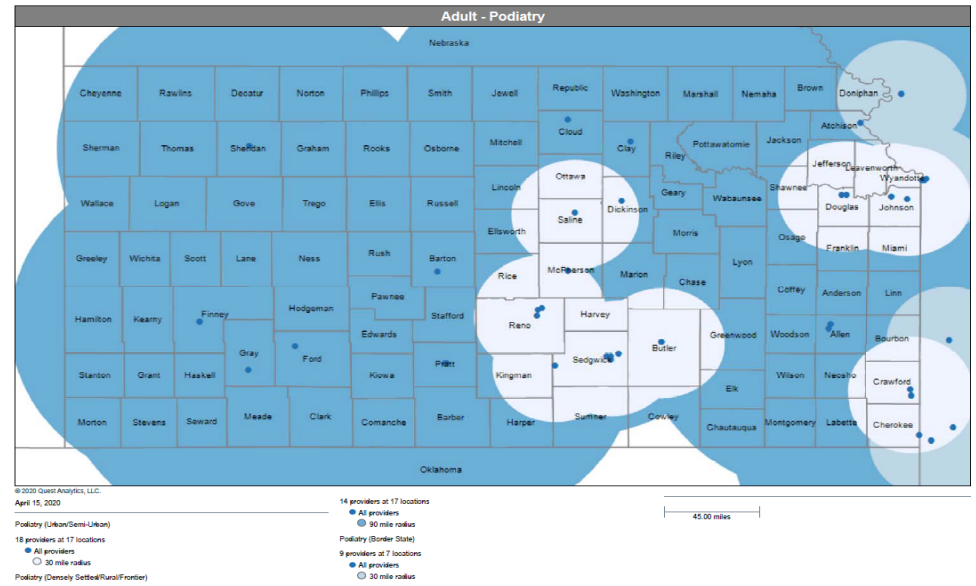 Adult - Podiatry
Nebraska
Cheyenne Rawlins Decatur Norton Phillips Smith Jewell Republic Washington Marshall Nemaha Brown Doniphan
Sherman Thomas Sheridan Graham Rooks Osborne Mitchell Cloud Clay Riley Pottawatomie Jackson Atchison
Jefferson Leavenworth Wyandotte
Wallace Logan Gove Trego Ellis Russell Lincoln Ottawa Saline Dickinson Geary Wabaunsee Shawnee Douglas Johnson
Greeley Wichita Scott Lane Ness Rush Barton Ellsworth Rice McPherson Marion Morris Chase Lyon Osage Franklin Miami
Hamilton Kearny Finney Hodgeman Pawnee Stafford Reno Harvey Coffey Anderson Linn
Gray Ford Edwards Sedgwick Butler Greenwood Woodson Allen Bourbon
Stanton Grant Haskell Kiowa Pratt Kingman Elk Wilson Neosho Crawford
Morton Stevens Seward Meade Clark Comanche Barber Harper Sumner Cowley Chautauqua Montgomery Labette Cherokee
Oklahoma
© 2020 Quest Analytics, LLC.
April 15, 2020
Podiatry (Urban/Semi-Urban)
18 providers at 17 locations
All providers
30 mile radius
Podiatry (Densely Settled/Rural/Frontier)
14 providers at 17 locations
All providers
90 mile radius
Podiatry (Border State)
9 providers at 7 locations
All providers
30 mile radius
45.00 miles